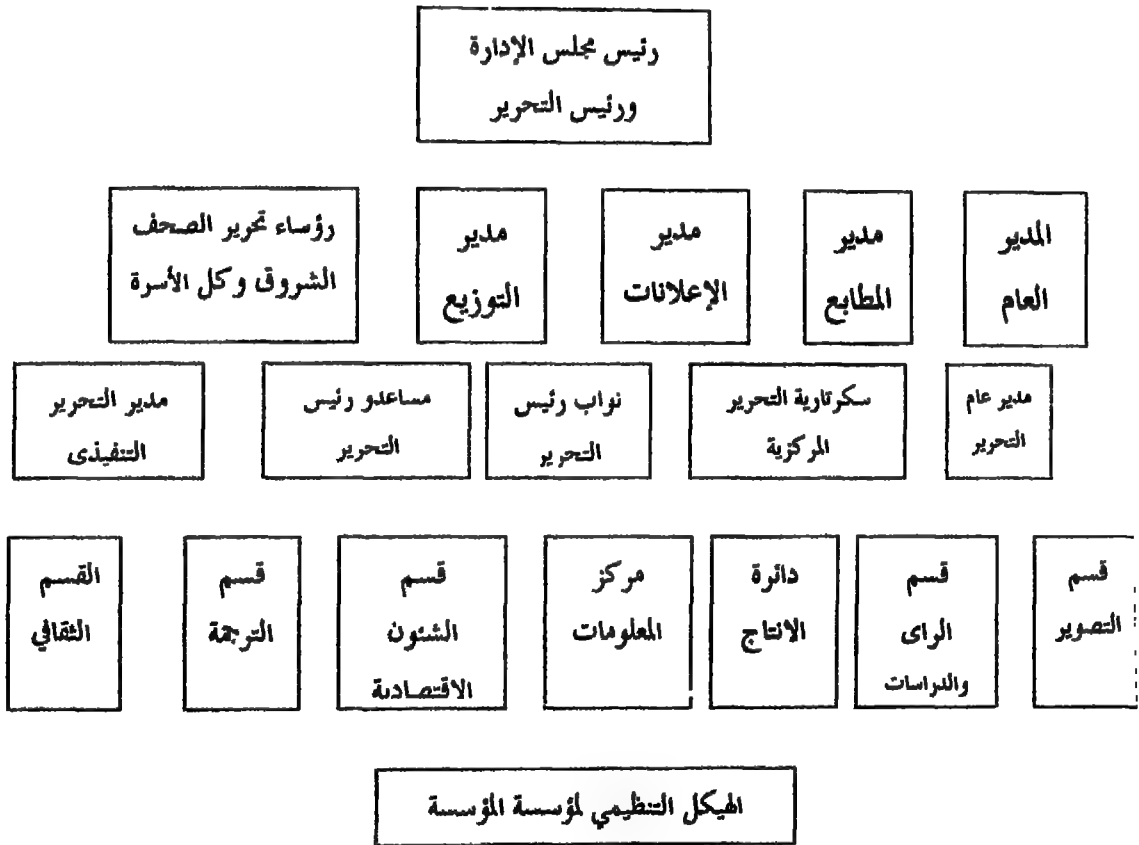 رئيس مجلس الإدارة
ورئيس التحرير
المدير
العام
مدير
المطابع
مدير
الإعلانات
مدير
التوزيع
رؤساء تحرير الصحف
الشروق وكل الأسرة
مدير عام
التحرير
سكرتارية التحرير
المركزية
نواب رئيس
التحرير
مساعدو رئيس
التحرير
مدير التحرير
التنفيذى
قسم
التصوير
قسم
الراى
والدراسات
دائرة
الانتاج
مركز
المعلومات
قسم
الشئون
الاقتصادية
قسم
الترجمة
القسم
الثقافي
الهيكل التنظيمي لمؤسسة المؤسسة